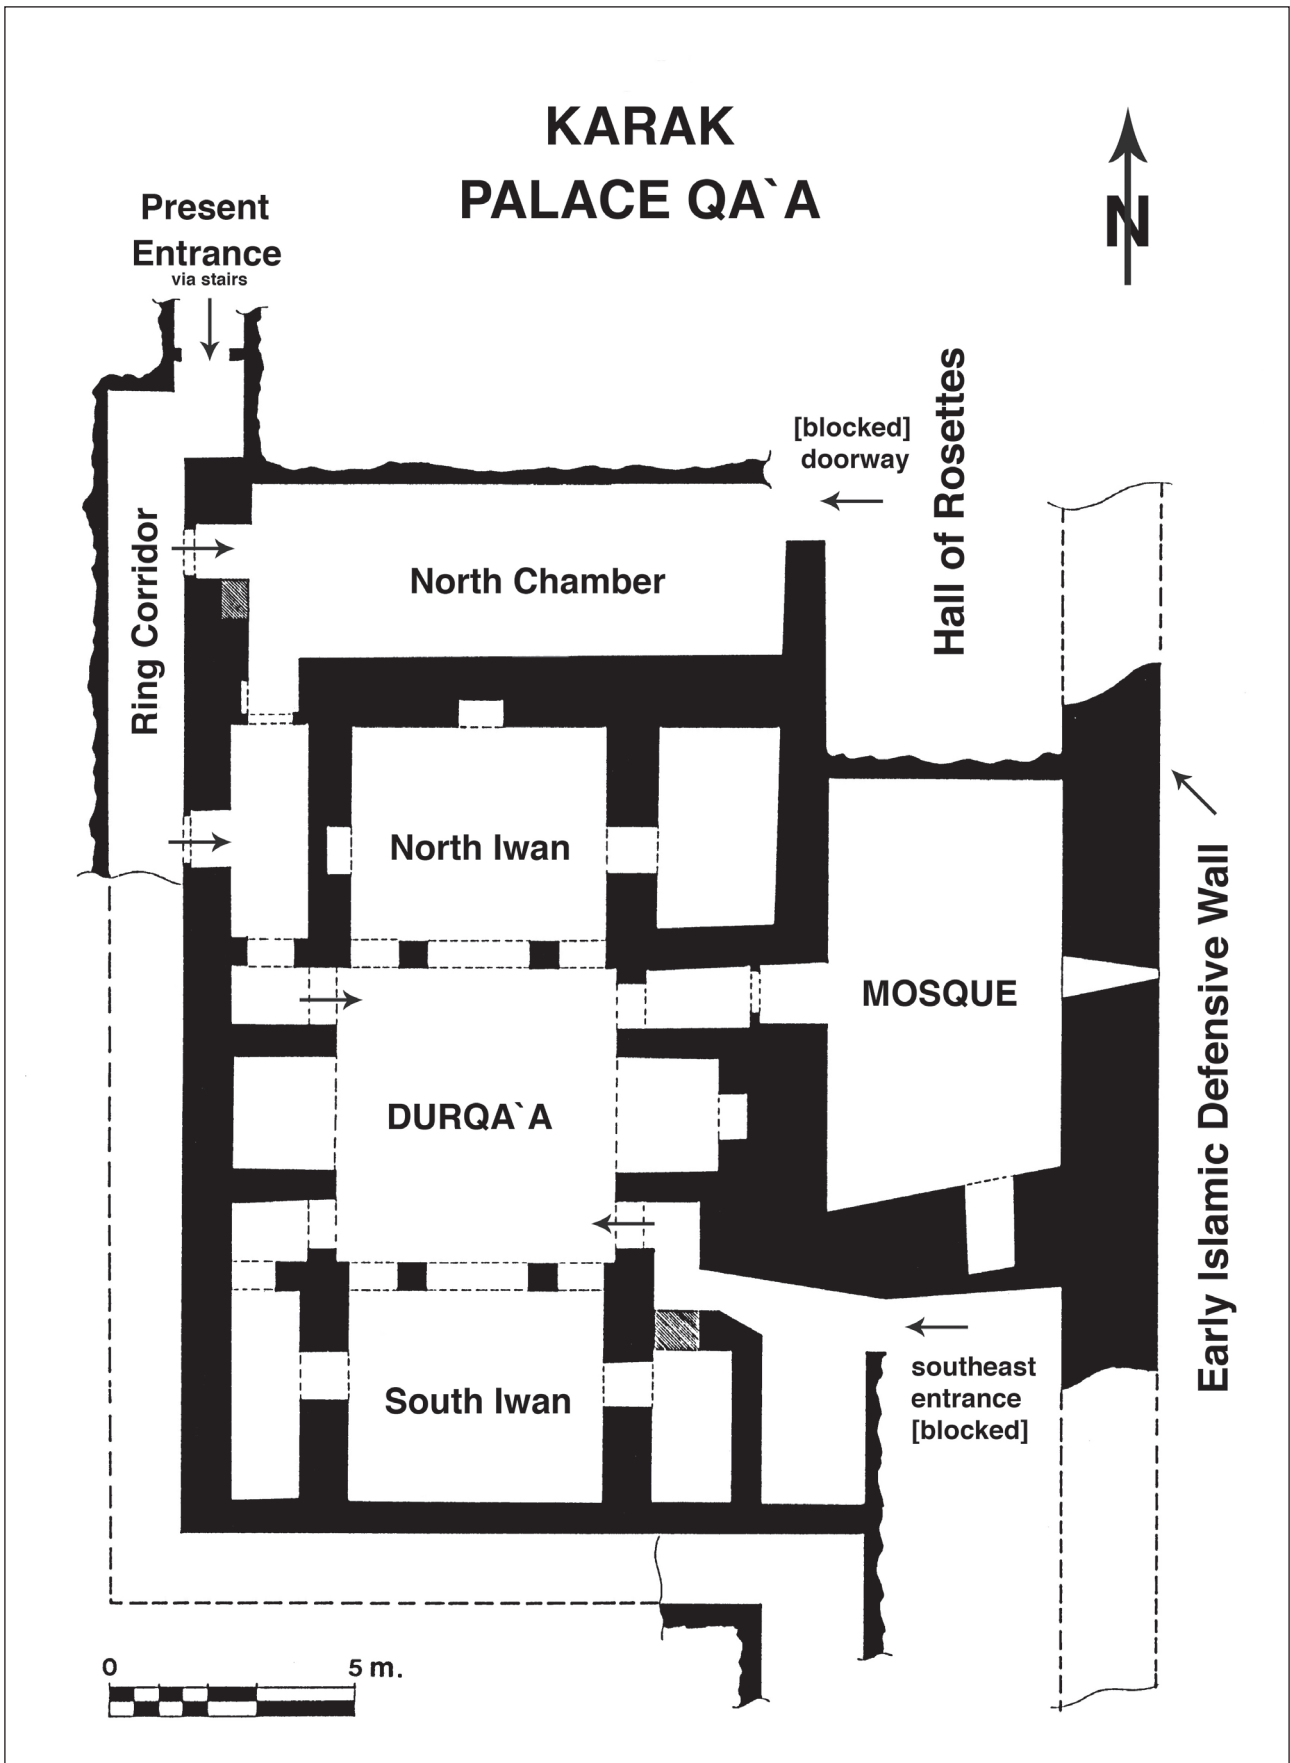 KARAK
PALACE QA`A
N
Present
Entrance
via stairs
[blocked]
doorway
Hall of Rosettes
Ring Corridor
North Chamber
North Iwan
MOSQUE
DURQA`A
Early Islamic Defensive Wall
southeast
entrance
[blocked]
South Iwan
0 5 m.